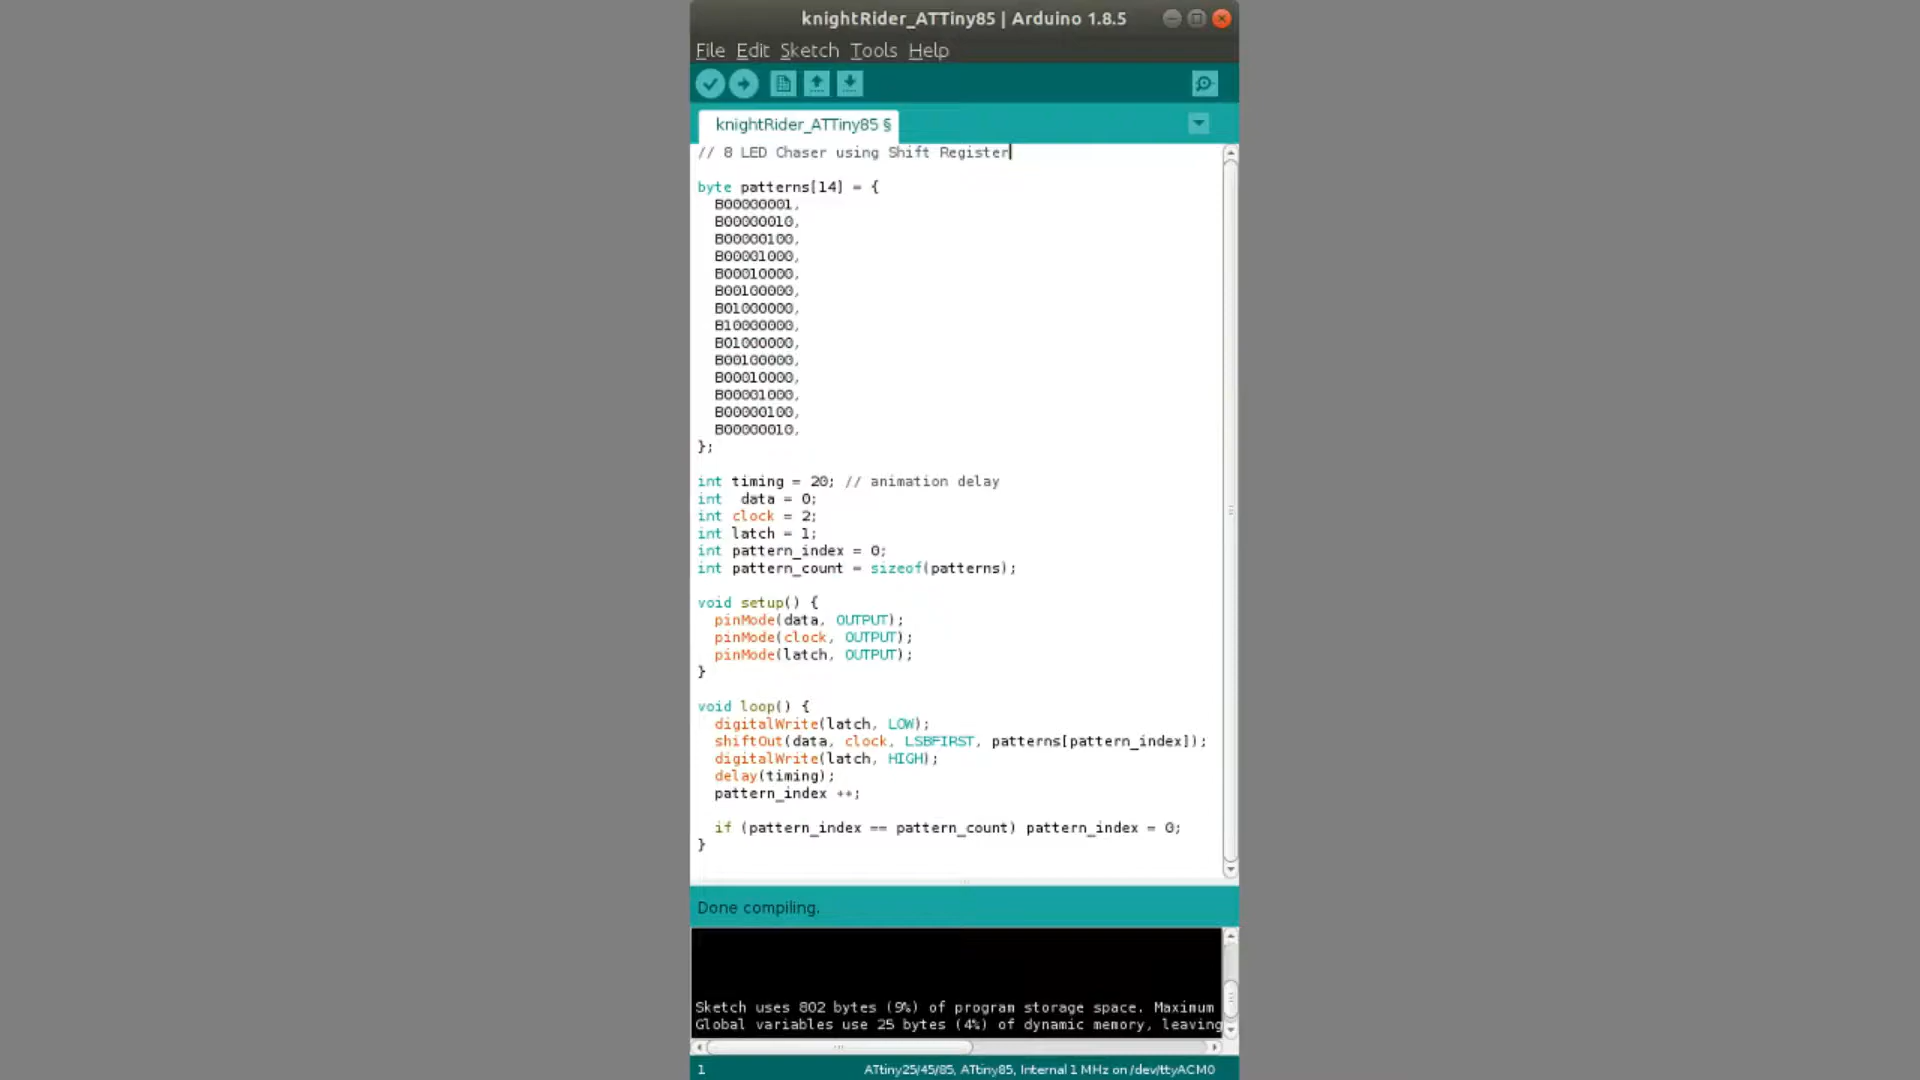 knightRider_ATTiny85 | Arduino 1.8.5
File Edit Sketch Tools Help
knightRider_ATTiny85 §
// 8 LED Chaser using Shift Register
byte patterns[14] = {
B00000001,
B00000010,
B00000100,
B00001000,
B00010000,
B00100000,
B01000000,
B10000000,
B01000000,
B00100000,
B00010000,
B00001000,
B00000100,
B00000010,
};
int timing = 20; // animation delay
int  data = 0;
int clock = 2;
int latch = 1;
int pattern_index = 0;
int pattern_count = sizeof(patterns);
void setup() {
pinMode(data, OUTPUT);
pinMode(clock, OUTPUT);
pinMode(latch, OUTPUT);
}
void loop() {
digitalWrite(latch, LOW);
shiftOut(data, clock, LSBFIRST, patterns[pattern_index]);
digitalWrite(latch, HIGH);
delay(timing);
pattern_index ++;
if (pattern_index == pattern_count) pattern_index = 0;
}
Done compiling.
Sketch uses 802 bytes (9%) of program storage space. Maximum
Global variables use 25 bytes (4%) of dynamic memory, leaving
1 ATtiny25/45/85, ATtiny85, Internal 1 MHz on /dev/ttyACM0